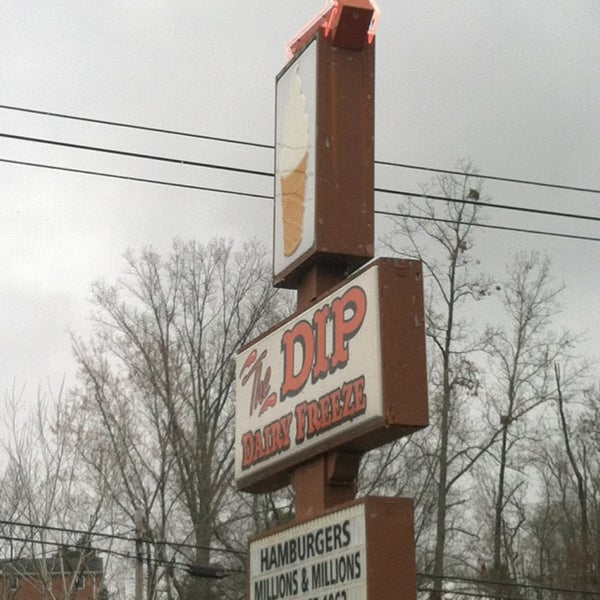 The DIP
DAIRY FREEZE
HAMBURGERS
MILLIONS & MILLIONS